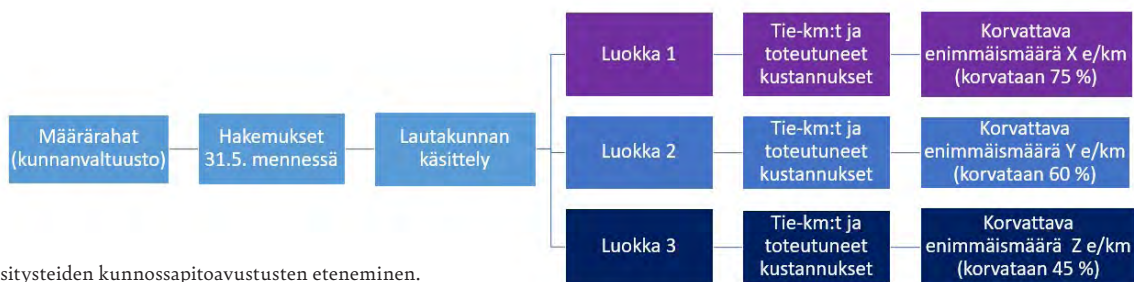 Määrärahat
(kunnanvaltuusto)
Hakemukset
31.5. mennessä
Lautakunnan
käsittely
Luokka 1
Tie-km:t ja
toteutuneet
kustannukset
Korvattava
enimmäismäärä X e/km
(korvataan 75 %)
Luokka 2
Tie-km:t ja
toteutuneet
kustannukset
Korvattava
enimmäismäärä Y e/km
(korvataan 60 %)
Luokka 3
Tie-km:t ja
toteutuneet
kustannukset
Korvattava
enimmäismäärä Z e/km
(korvataan 45 %)
sitysteiden kunnossapitoavustusten eteneminen.